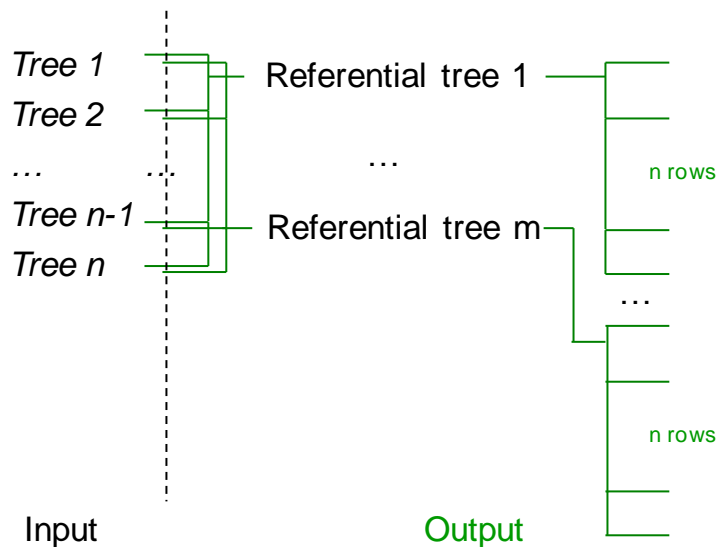 Tree 1
Referential tree 1
Tree 2
...
...
...
n rows
Tree n-1
Referential tree m
Tree n
...
n rows
Input
Output